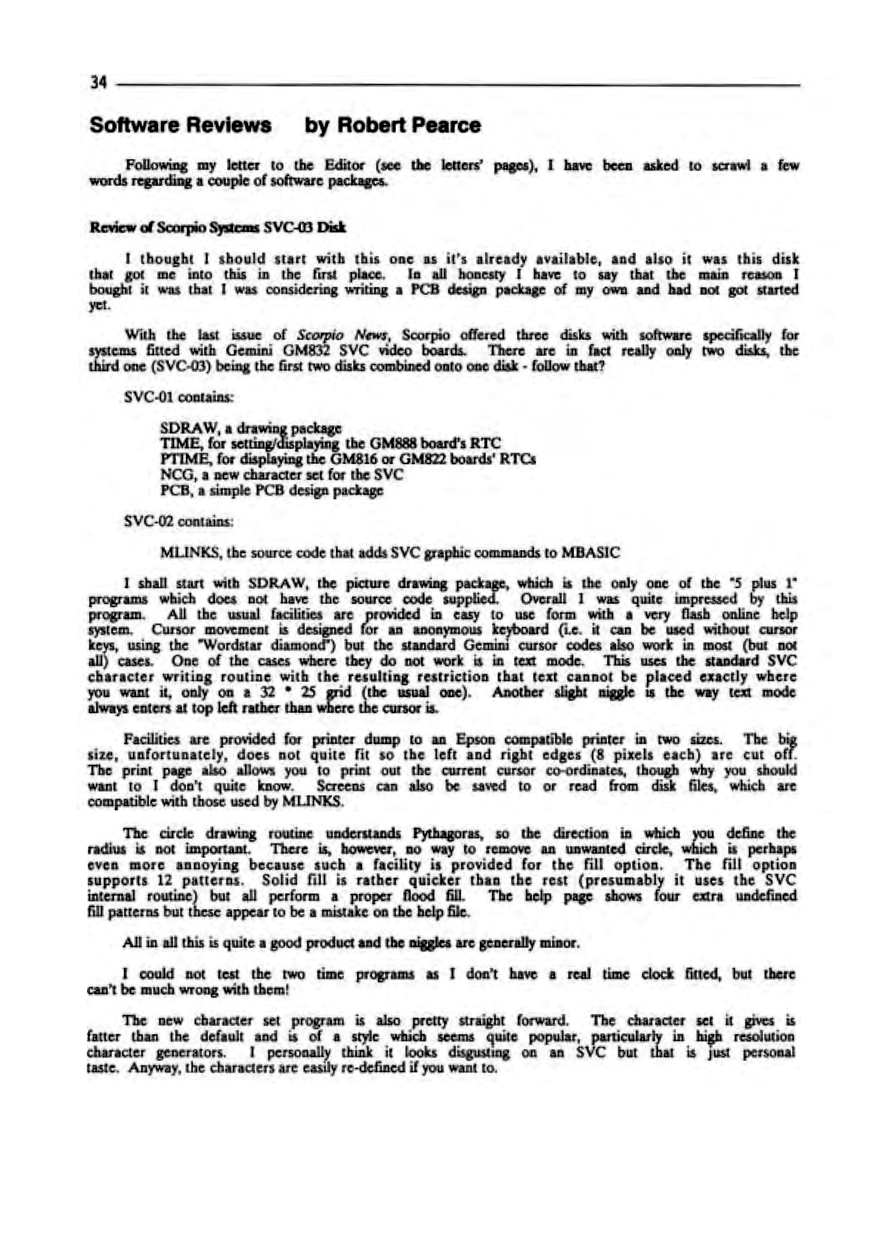 34
Software Reviews by Robert Pearce
Following my letter to the Editor (see the letters' pages), I have been asked to scrawl a few
words regarding a couple of software packages.
Review of Scorpio Systems SVC-03 Disk
I thought I should start with this one as it's already available, and also it was this disk
that got me into this in the first place. In all honesty I have to say that the main reason I
bought it was that I was considering writing a PCB design package of my own and had not got started
yet.
With the last issue of Scorpio News, Scorpio offered three disks with software specifically for
systems fitted with Gemini GM832 SVC video boards. There are in fact really only two disks, the
third one (SVC-03) being the first two disks combined onto one disk - follow that?
SVC-01 contains:
SDRAW, a drawing package
TIME, for setting/displaying the GM888 board's RTC
PTIME, for displaying the GM816 or GM822 boards' RTCs
NCG, a new character set for the SVC
PCB, a simple PCB design package
SVC-02 contains:
MLINKS, the source code that adds SVC graphic commands to MBASIC
I shall start with SDRAW, the picture drawing package, which is the only one of the "5 plus 1"
programs which does not have the source code supplied. Overall I was quite impressed by this
program. All the usual facilities are provided in easy to use form with a very flash online help
system. Cursor movement is designed for an anonymous keyboard (i.e. it can be used without cursor
keys, using the "Wordstar diamond") but the standard Gemini cursor codes also work in most (but not
all) cases. One of the cases where they do not work is in text mode. This uses the standard SVC
character writing routine with the resulting restriction that text cannot be placed exactly where
you want it, only on a 32 * 25 grid (the usual one). Another slight niggle is the way text mode
always enters at top left rather than where the cursor is.
Facilities are provided for printer dump to an Epson compatible printer in two sizes. The big
size, unfortunately, does not quite fit so the left and right edges (8 pixels each) are cut off.
The print page also allows you to print out the current cursor co-ordinates, though why you should
want to I don't quite know. Screens can also be saved to or read from disk files, which are
compatible with those used by MLINKS.
The circle drawing routine understands Pythagoras, so the direction in which you define the
radius is not important. There is, however, no way to remove an unwanted circle, which is perhaps
even more annoying because such a facility is provided for the fill option. The fill option
supports 12 patterns. Solid fill is rather quicker than the rest (presumably it uses the SVC
internal routine) but all perform a proper flood fill. The help page shows four extra undefined
fill patterns but these appear to be a mistake on the help file.
All in all this is quite a good product and the niggles are generally minor.
I could not test the two time programs as I don't have a real time clock fitted, but there
can't be much wrong with them!
The new character set program is also pretty straight forward. The character set it gives is
fatter than the default and is of a style which seems quite popular, particularly in high resolution
character generators. I personally think it looks disgusting on an SVC but that is just personal
taste. Anyway, the characters are easily re-defined if you want to.